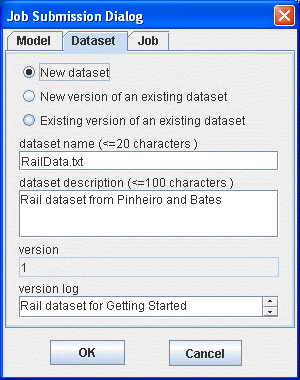 Job Submission Dialog
Model Dataset Job
New dataset
New version of an existing dataset
Existing version of an existing dataset
dataset name (<=20 characters )
RailData.txt
dataset description (<=100 characters )
Rail dataset from Pinheiro and Bates
version
1
version log
Rail dataset for Getting Started
OK Cancel